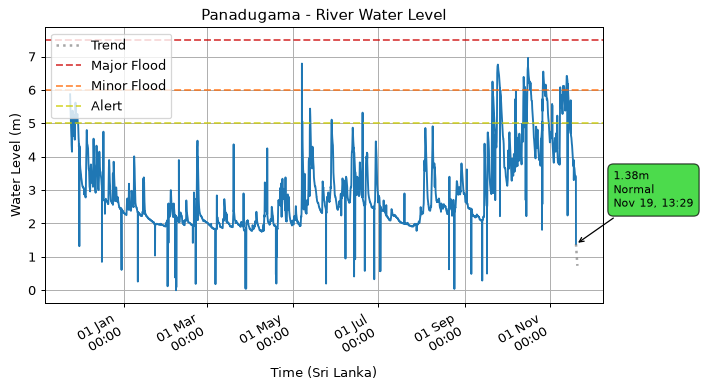 Panadugama - River Water Level
Trend
Major Flood
Minor Flood
Alert
Water Level (m)
7
6
5
4
3
2
1
0
1.38m
Normal
Nov 19, 13:29
01 Jan
00:00
01 Mar
00:00
01 May
00:00
01 Jul
00:00
01 Sep
00:00
01 Nov
00:00
Time (Sri Lanka)